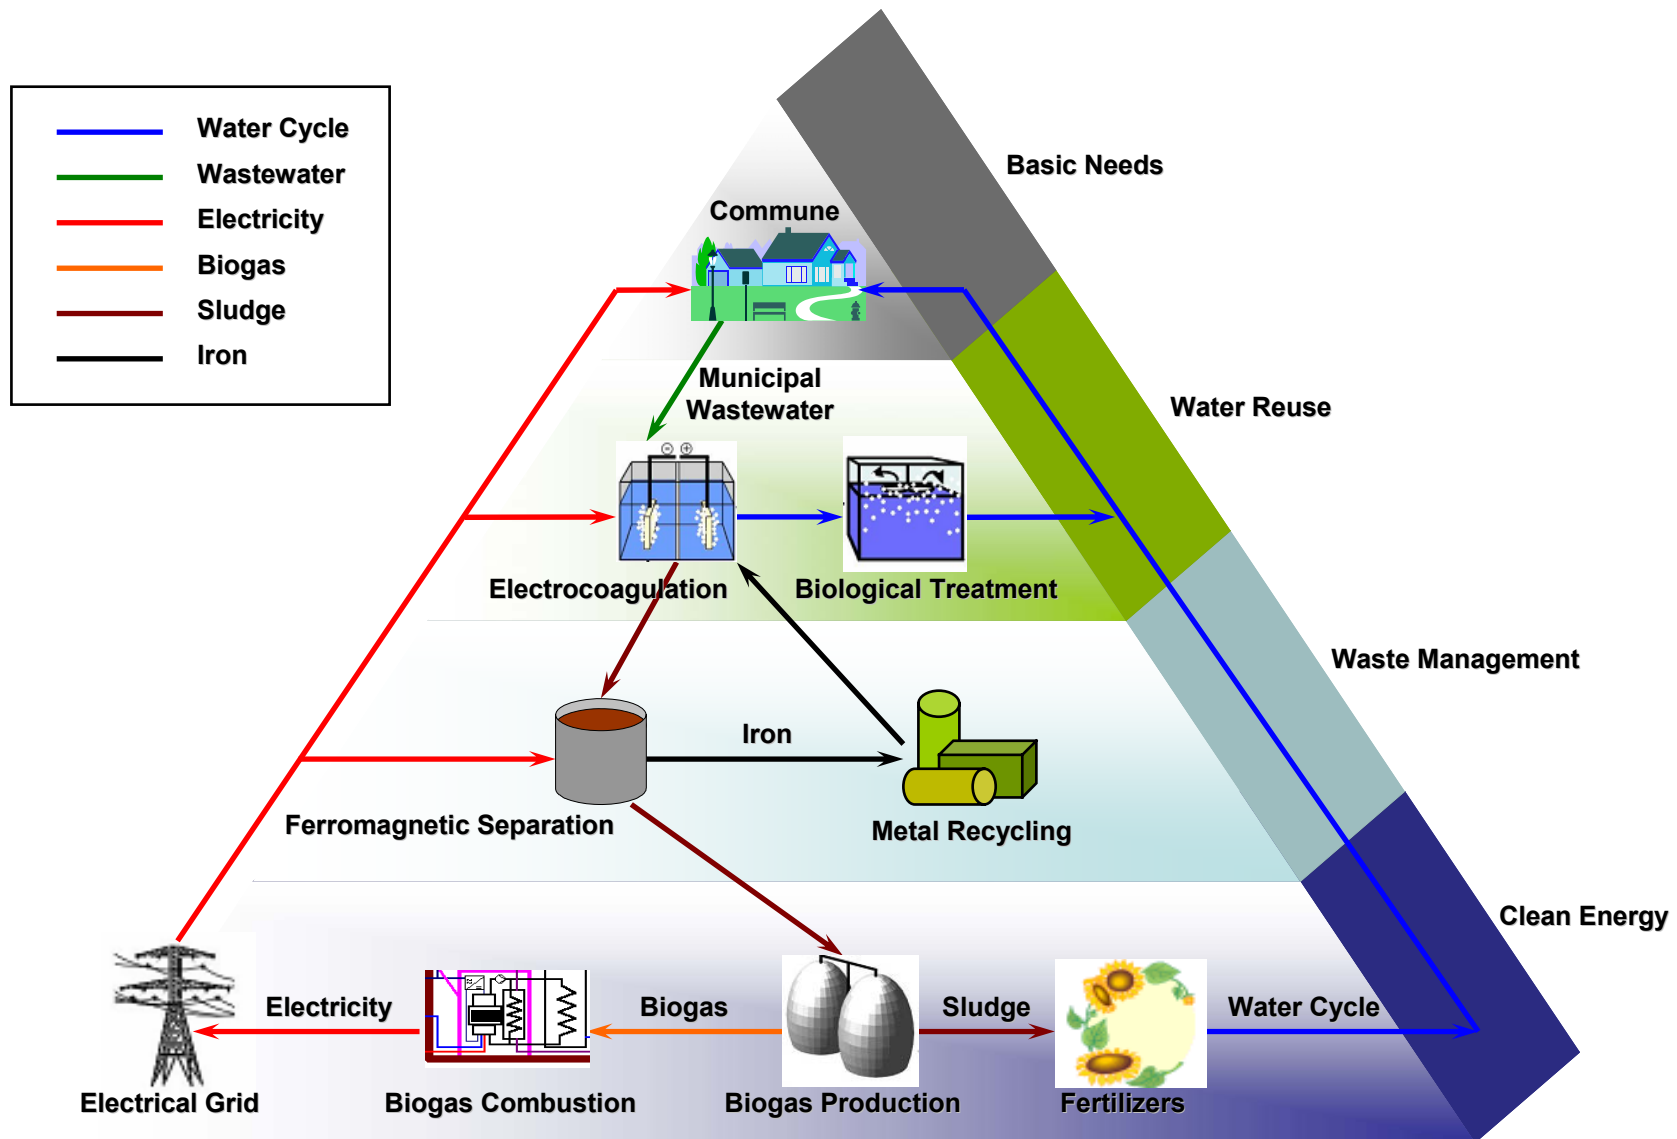 Water Cycle
Wastewater
Electricity
Biogas
Sludge
Iron
Basic Needs
Commune
Municipal
Wastewater
Water Reuse
Electrocoagulation
Biological Treatment
Waste Management
Iron
Ferromagnetic Separation
Metal Recycling
Clean Energy
Electricity
Biogas
Sludge
Water Cycle
Electrical Grid
Biogas Combustion
Biogas Production
Fertilizers